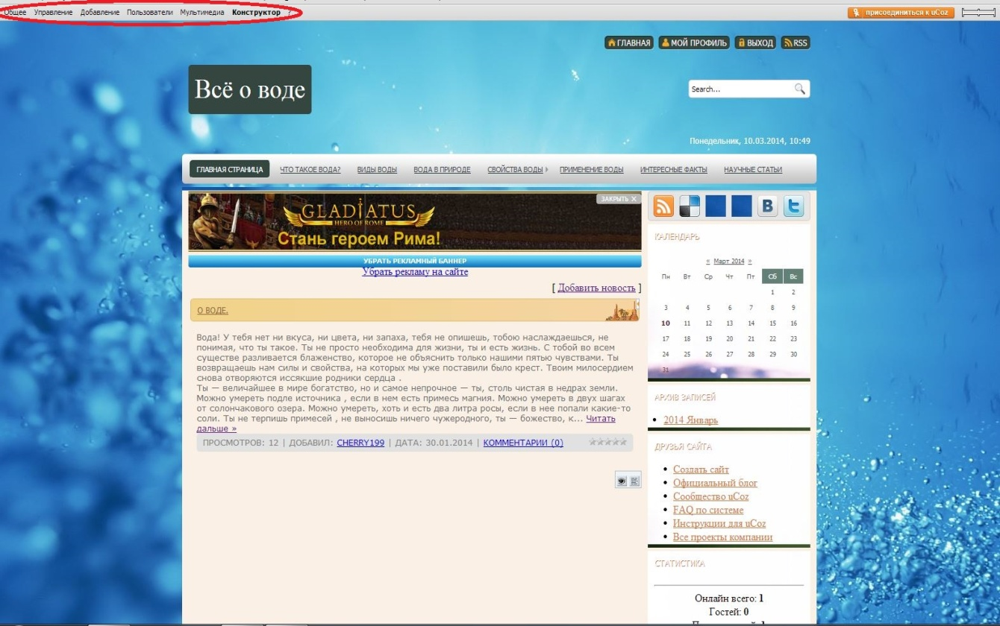 Общее Управление Добавление Пользователи Мультимедиа Конструктор ?
присоединиться к uCoz
ГЛАВНАЯ МОЙ ПРОФИЛЬ ВЫХОД RSS
Всё о воде
Search...
Понедельник, 10.03.2014, 10:49
ГЛАВНАЯ СТРАНИЦА ЧТО ТАКОЕ ВОДА? ВИДЫ ВОДЫ ВОДА В ПРИРОДЕ СВОЙСТВА ВОДЫ ПРИМЕНЕНИЕ ВОДЫ ИНТЕРЕСНЫЕ ФАКТЫ НАУЧНЫЕ СТАТЬИ
ЗАКРЫТЬ X
GLADIATUS
HERO OF ROME
Стань героем Рима!
УБРАТЬ РЕКЛАМНЫЙ БАННЕР
Убрать рекламу на сайте
[ Добавить новость ]
О ВОДЕ.
Вода! У тебя нет ни вкуса, ни цвета, ни запаха, тебя не опишешь, тобою наслаждаешься, не
понимая, что ты такое. Ты не просто необходима для жизни, ты и есть жизнь. С тобой во всем
существе разливается блаженство, которое не объяснить только нашими пятью чувствами. Ты
возвращаешь нам силы и свойства, на которых мы уже поставили было крест. Твоим милосердием
снова отворяются иссякшие родники сердца .
Ты — величайшее в мире богатство, но и самое непрочное — ты, столь чистая в недрах земли.
Можно умереть подле источника , если в нем есть примесь магния. Можно умереть в двух шагах
от солончакового озера. Можно умереть, хоть и есть два литра росы, если в нее попали какие-то
соли. Ты не терпишь примесей , не выносишь ничего чужеродного, ты — божество, к... Читать
дальше »
ПРОСМОТРОВ: 12 | ДОБАВИЛ: CHERRY199 | ДАТА: 30.01.2014 | КОММЕНТАРИИ (0)
В
КАЛЕНДАРЬ
« Март 2014 »
Пн Вт Ср Чт Пт Сб Вс
1 2
3 4 5 6 7 8 9
10 11 12 13 14 15 16
17 18 19 20 21 22 23
24 25 26 27 28 29 30
31
АРХИВ ЗАПИСЕЙ
2014 Январь
ДРУЗЬЯ САЙТА
Создать сайт
Официальный блог
Сообщество uCoz
FAQ по системе
Инструкции для uCoz
Все проекты компании
СТАТИСТИКА
Онлайн всего: 1
Гостей: 0